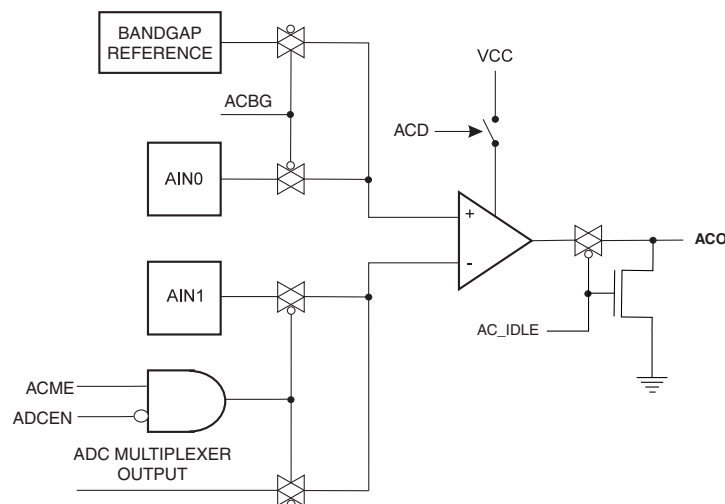 BANDGAP
REFERENCE
VCC
ACBG
ACD
AIN0
+
ACO
-
AIN1
AC_IDLE
ACME
ADCEN
ADC MULTIPLEXER
OUTPUT